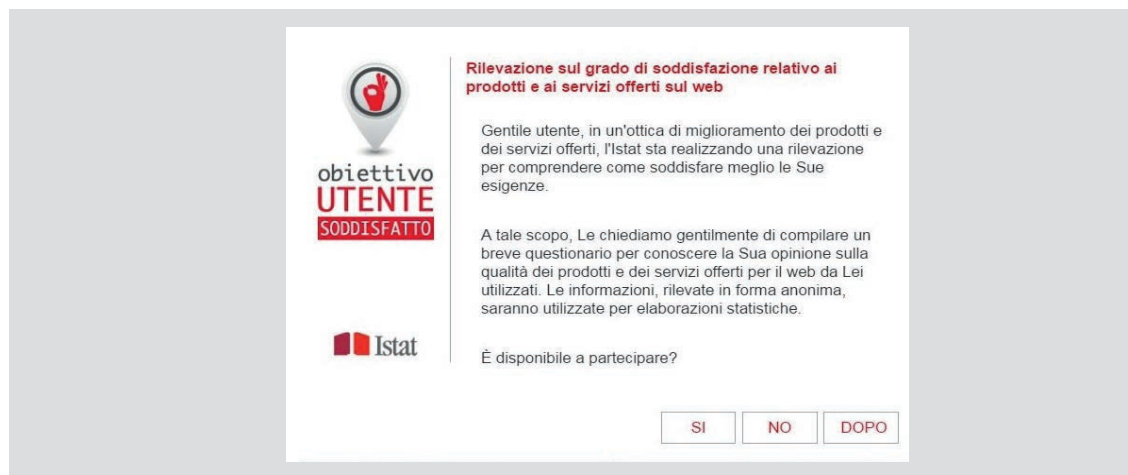 obiettivo
UTENTE
SODDISFATTO
Istat
Rilevazione sul grado di soddisfazione relativo ai
prodotti e ai servizi offerti sul web
Gentile utente, in un'ottica di miglioramento dei prodotti e
dei servizi offerti, l'Istat sta realizzando una rilevazione
per comprendere come soddisfare meglio le Sue
esigenze.
A tale scopo, Le chiediamo gentilmente di compilare un
breve questionario per conoscere la Sua opinione sulla
qualità dei prodotti e dei servizi offerti per il web da Lei
utilizzati. Le informazioni, rilevate in forma anonima,
saranno utilizzate per elaborazioni statistiche.
È disponibile a partecipare?
SI NO DOPO